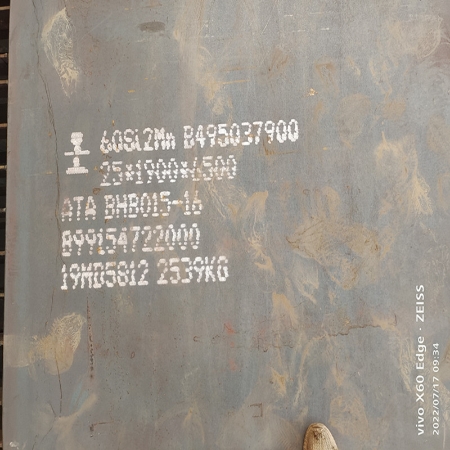 60Si2Mn B495037900
25*1900*6500
ATA BHB015-16
B99154722000
19MD5812 2539KG
vivo X60 Edge · ZEISS
2022/07/17 09:34